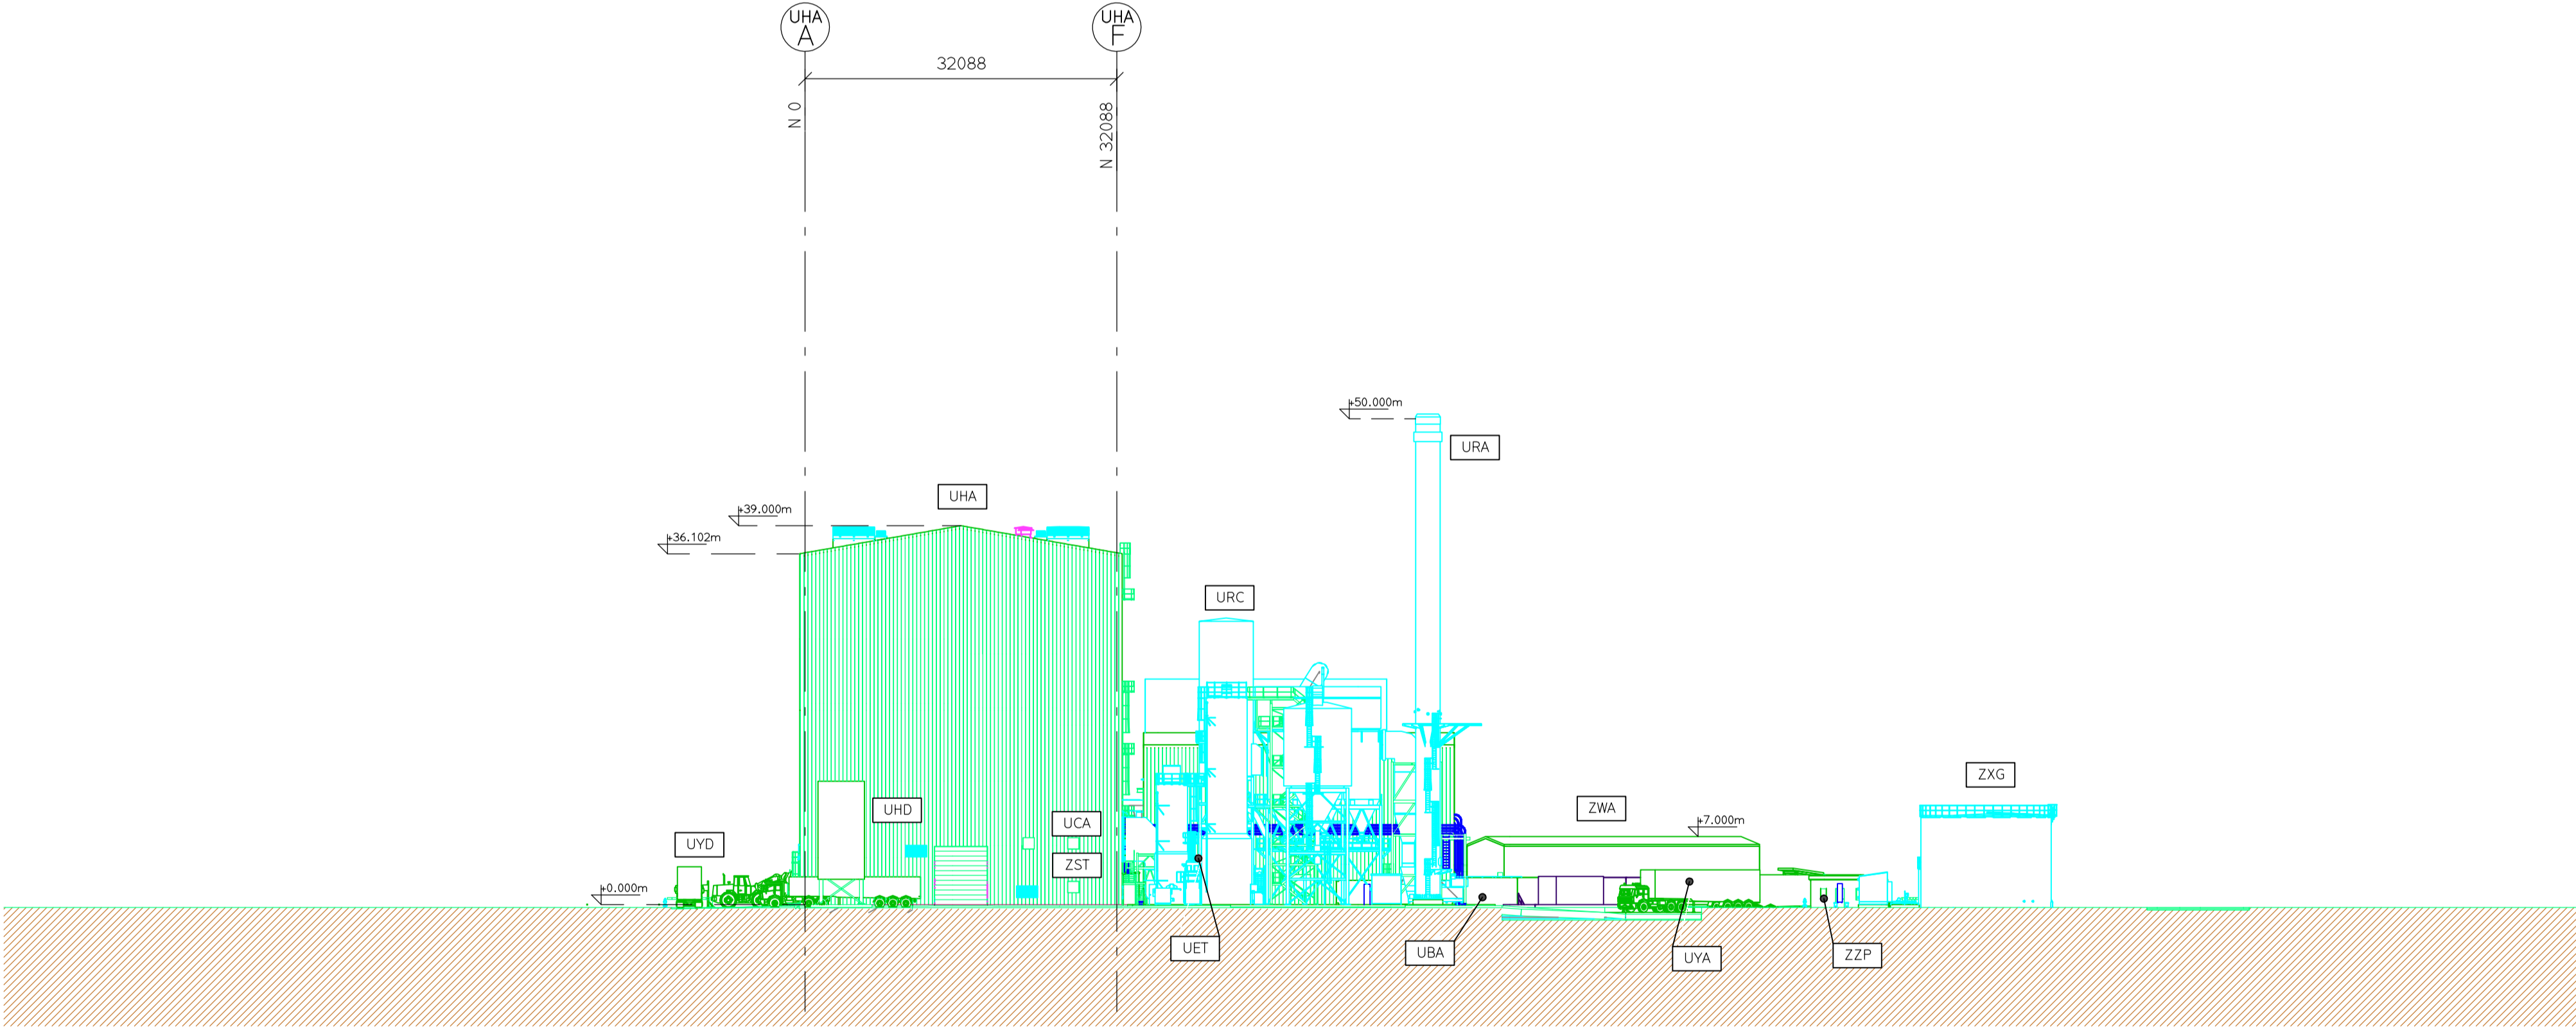 UHA
A
UHA
F
32088
N 0
N 32088
+50.000m
URA
UHA
+39.000m
+36.102m
URC
ZXG
UHD
UCA
ZWA
+7.000m
UYD
ZST
+0.000m
UET
UBA
UYA
ZZP